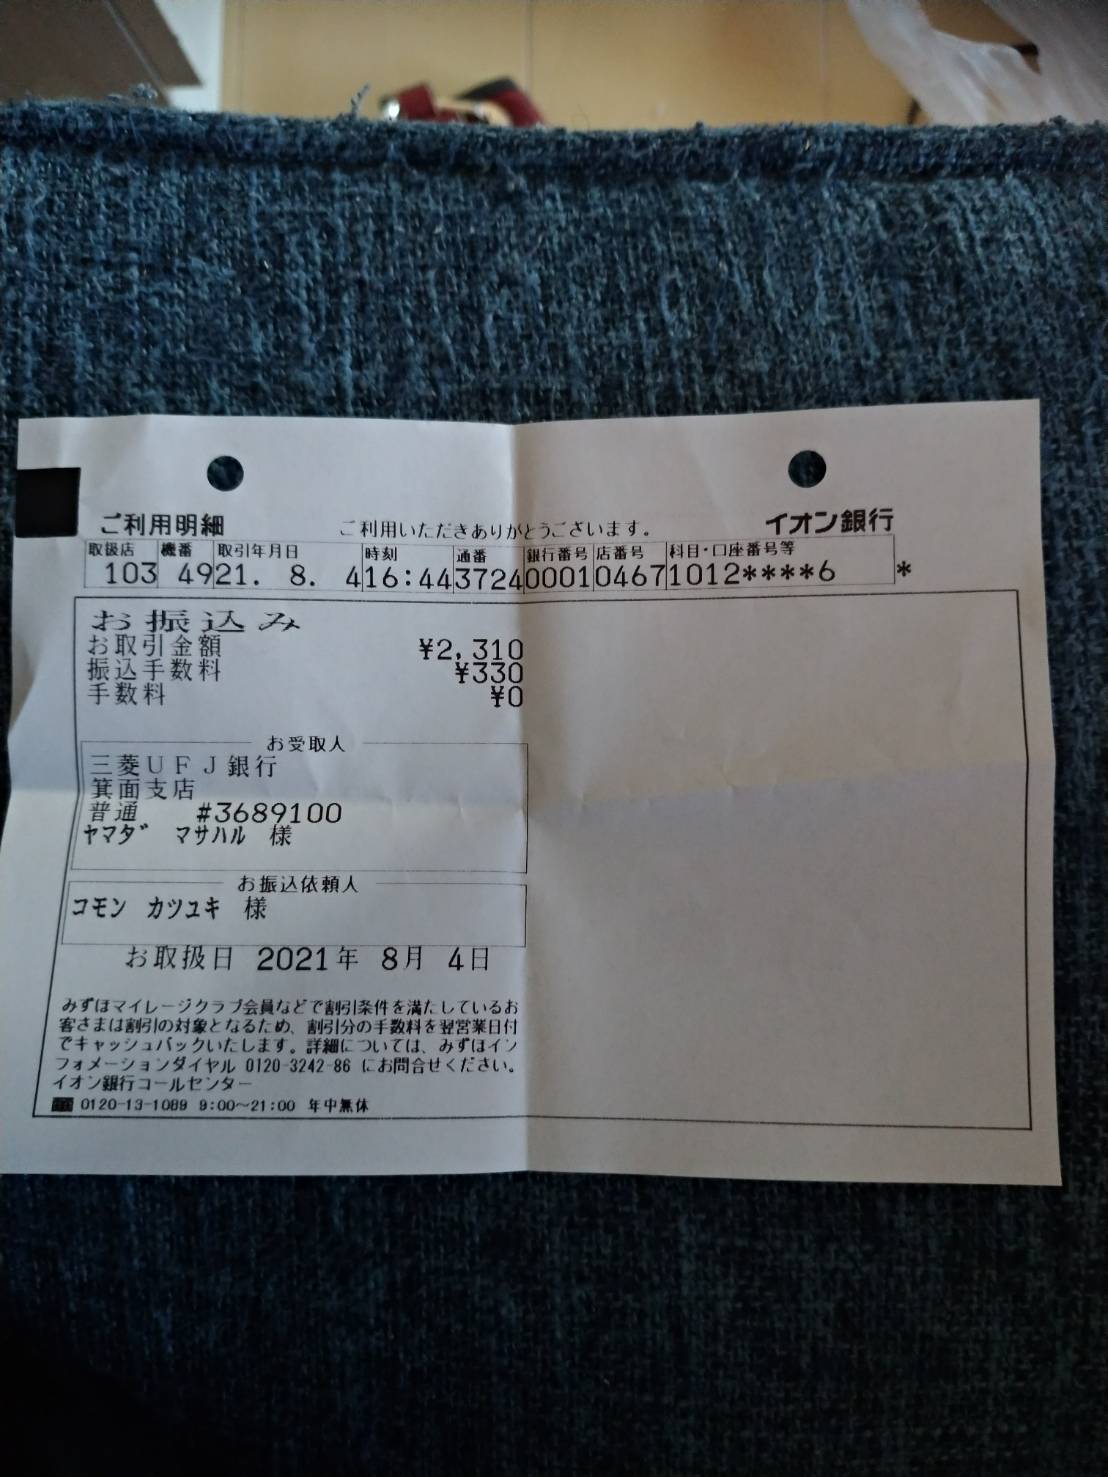 ご利用明細 ご利用いただきありがとうございます。 イオン銀行
取扱店 機番 取引年月日 時刻 通番 銀行番号 店番号 科目・口座番号等
103 49 21. 8. 4 16:44 3724 0001 0467 1012****6 *
お振込み
お取引金額 ¥2,310
振込手数料 ¥330
手数料 ¥0
お受取人
三菱UFJ銀行
箕面支店
普通 #3689100
ヤマダ マサハル 様
お振込依頼人
コモン カツユキ 様
お取扱日 2021年 8月 4日
みずほマイレージクラブ会員などで割引条件を満たしているお
客さまは割引の対象となるため、割引分の手数料を翌営業日付
でキャッシュバックいたします。詳細については、みずほイン
フォメーションダイヤル 0120-3242-86 にお問合せください。
イオン銀行コールセンター
0120-13-1089 9:00〜21:00 年中無休